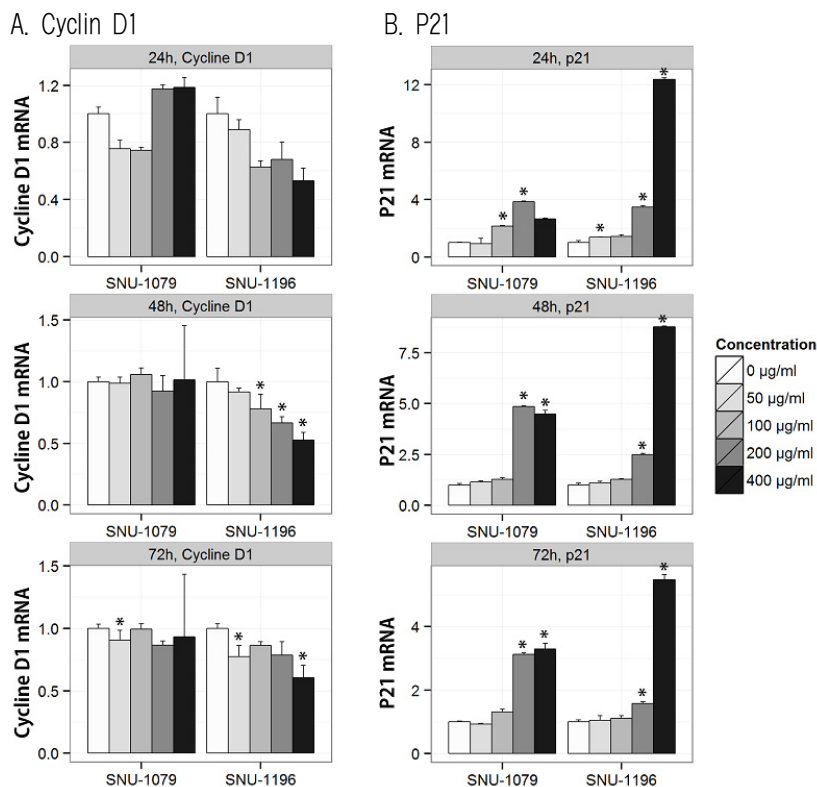 A. Cyclin D1
24h, Cycline D1
Cycline D1 mRNA
1.2
0.8
0.4
0.0
SNU-1079 SNU-1196
48h, Cycline D1
Cycline D1 mRNA
1.5
1.0
0.5
0.0
* * *
SNU-1079 SNU-1196
72h, Cycline D1
Cycline D1 mRNA
1.5
1.0
0.5
0.0
* * *
SNU-1079 SNU-1196
B. P21
24h, p21
P21 mRNA
12
8
4
0
* * * * *
SNU-1079 SNU-1196
48h, p21
P21 mRNA
7.5
5.0
2.5
0.0
* * * *
SNU-1079 SNU-1196
72h, p21
P21 mRNA
4
2
0
* * * *
SNU-1079 SNU-1196
Concentration
0 µg/ml
50 µg/ml
100 µg/ml
200 µg/ml
400 µg/ml